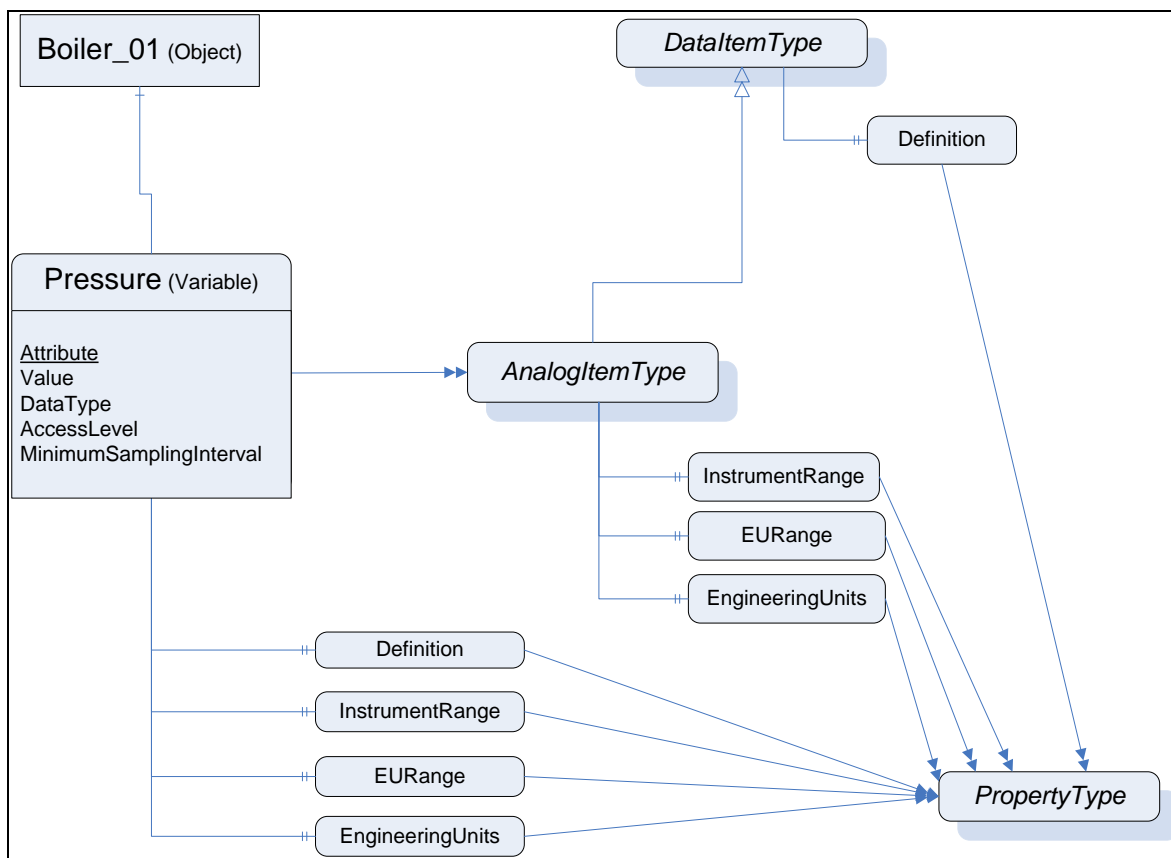 Boiler_01 (Object)
DataItemType
Definition
Pressure (Variable)
Attribute
Value
DataType
AccessLevel
MinimumSamplingInterval
AnalogItemType
InstrumentRange
EURange
EngineeringUnits
Definition
InstrumentRange
EURange
EngineeringUnits
PropertyType